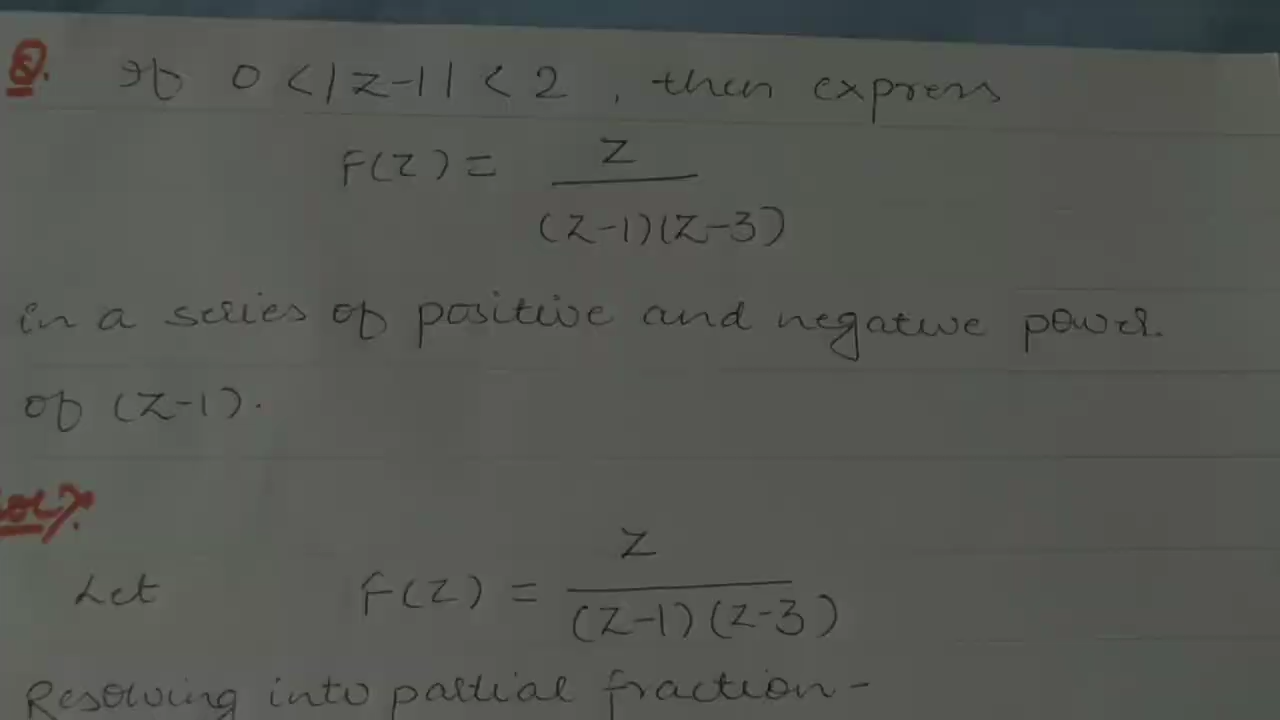 Q. If 0 < |z-1| < 2, then express
F(z) = z / (z-1)(z-3)
in a series of positive and negative power.
of (z-1).
Sol?:
Let F(z) = z / (z-1)(z-3)
Resolving into partial fraction -